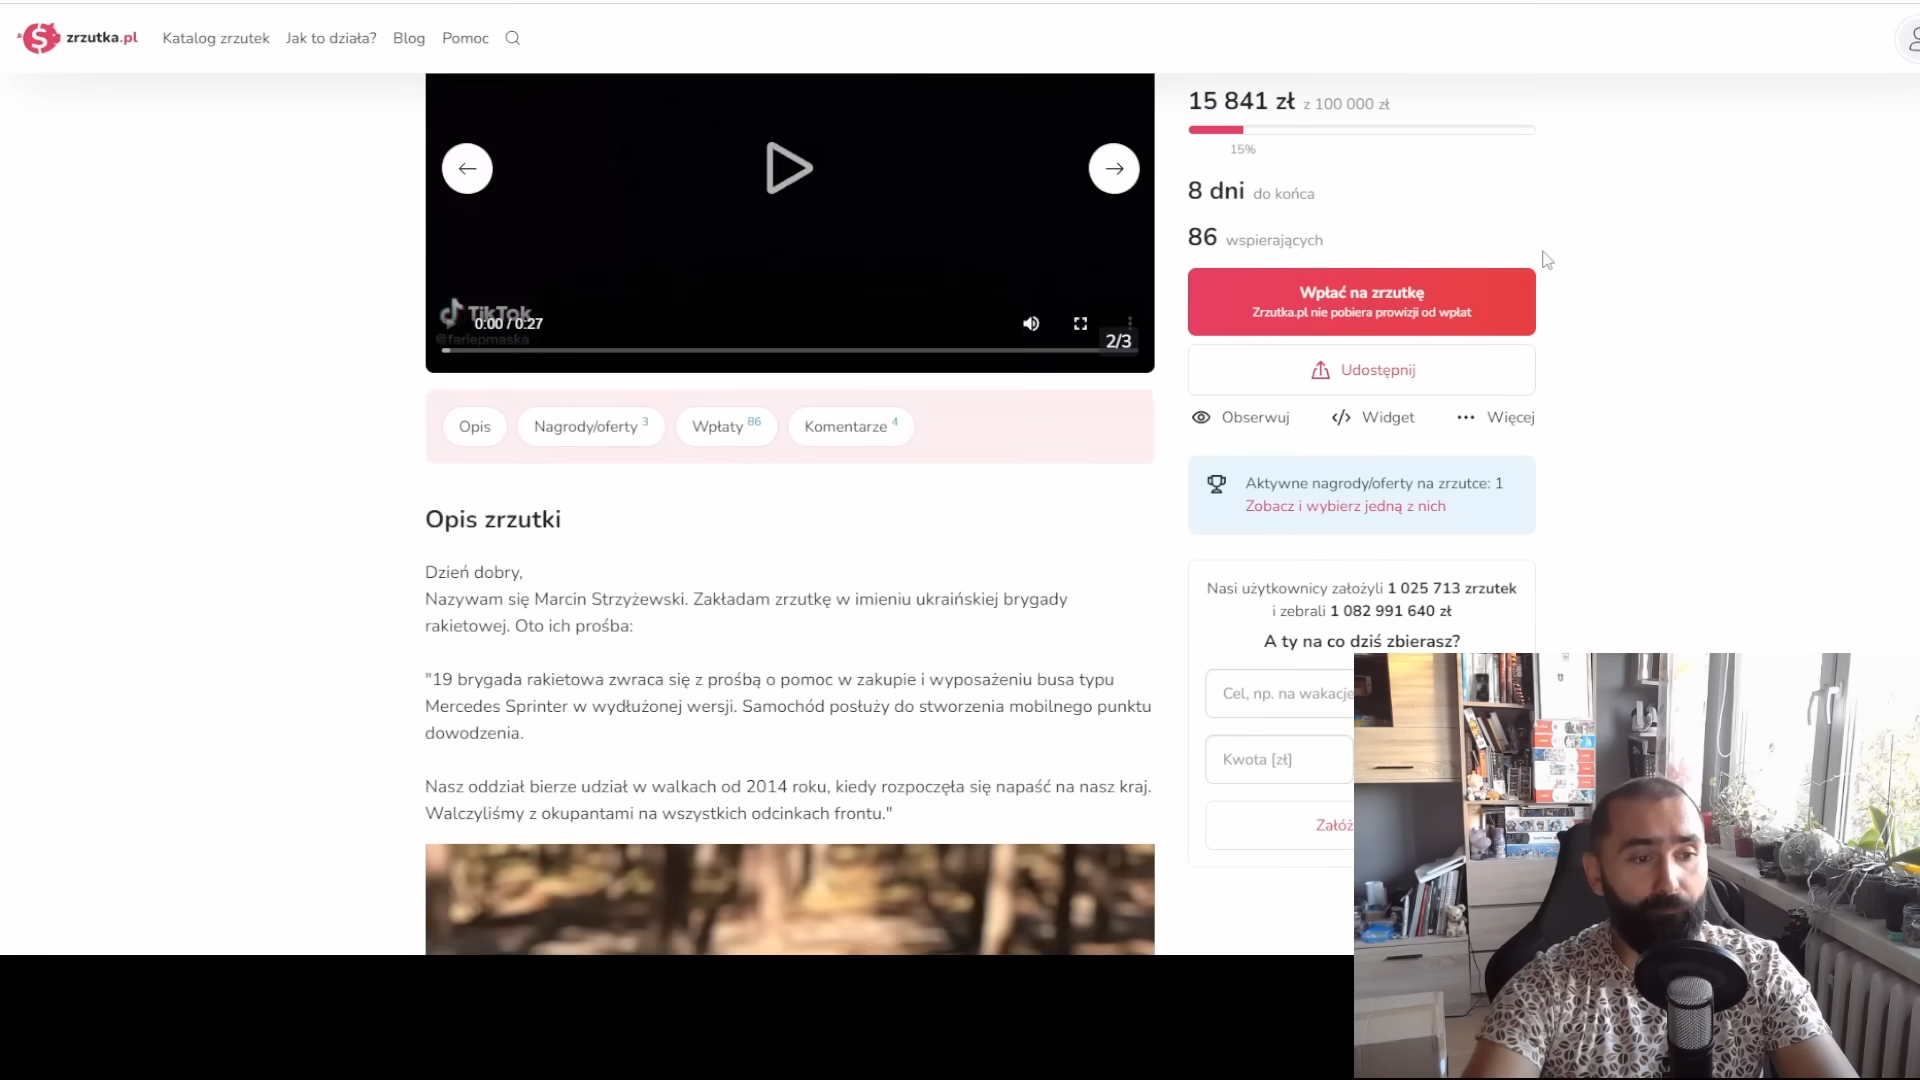 zrzutka.pl
Katalog zrzutek
Jak to działa?
Blog
Pomoc
15 841 zł z 100 000 zł
15%
8 dni do końca
86 wspierających
Wpłać na zrzutkę
Zrzutka.pl nie pobiera prowizji od wpłat
TikTok
0:00 / 0:27
@fariepmaska
2/3
Udostępnij
Obserwuj
Widget
Więcej
Opis
Nagrody/oferty 3
Wpłaty 86
Komentarze 4
Aktywne nagrody/oferty na zrzutce: 1
Zobacz i wybierz jedną z nich
Opis zrzutki
Dzień dobry,
Nazywam się Marcin Strzyżewski. Zakładam zrzutkę w imieniu ukraińskiej brygady
rakietowej. Oto ich prośba:
"19 brygada rakietowa zwraca się z prośbą o pomoc w zakupie i wyposażeniu busa typu
Mercedes Sprinter w wydłużonej wersji. Samochód posłuży do stworzenia mobilnego punktu
dowodzenia.
Nasz oddział bierze udział w walkach od 2014 roku, kiedy rozpoczęła się napaść na nasz kraj.
Walczyliśmy z okupantami na wszystkich odcinkach frontu."
Nasi użytkownicy założyli 1 025 713 zrzutek
i zebrali 1 082 991 640 zł
A ty na co dziś zbierasz?
Cel, np. na wakacje
Kwota [zł]
Załóż